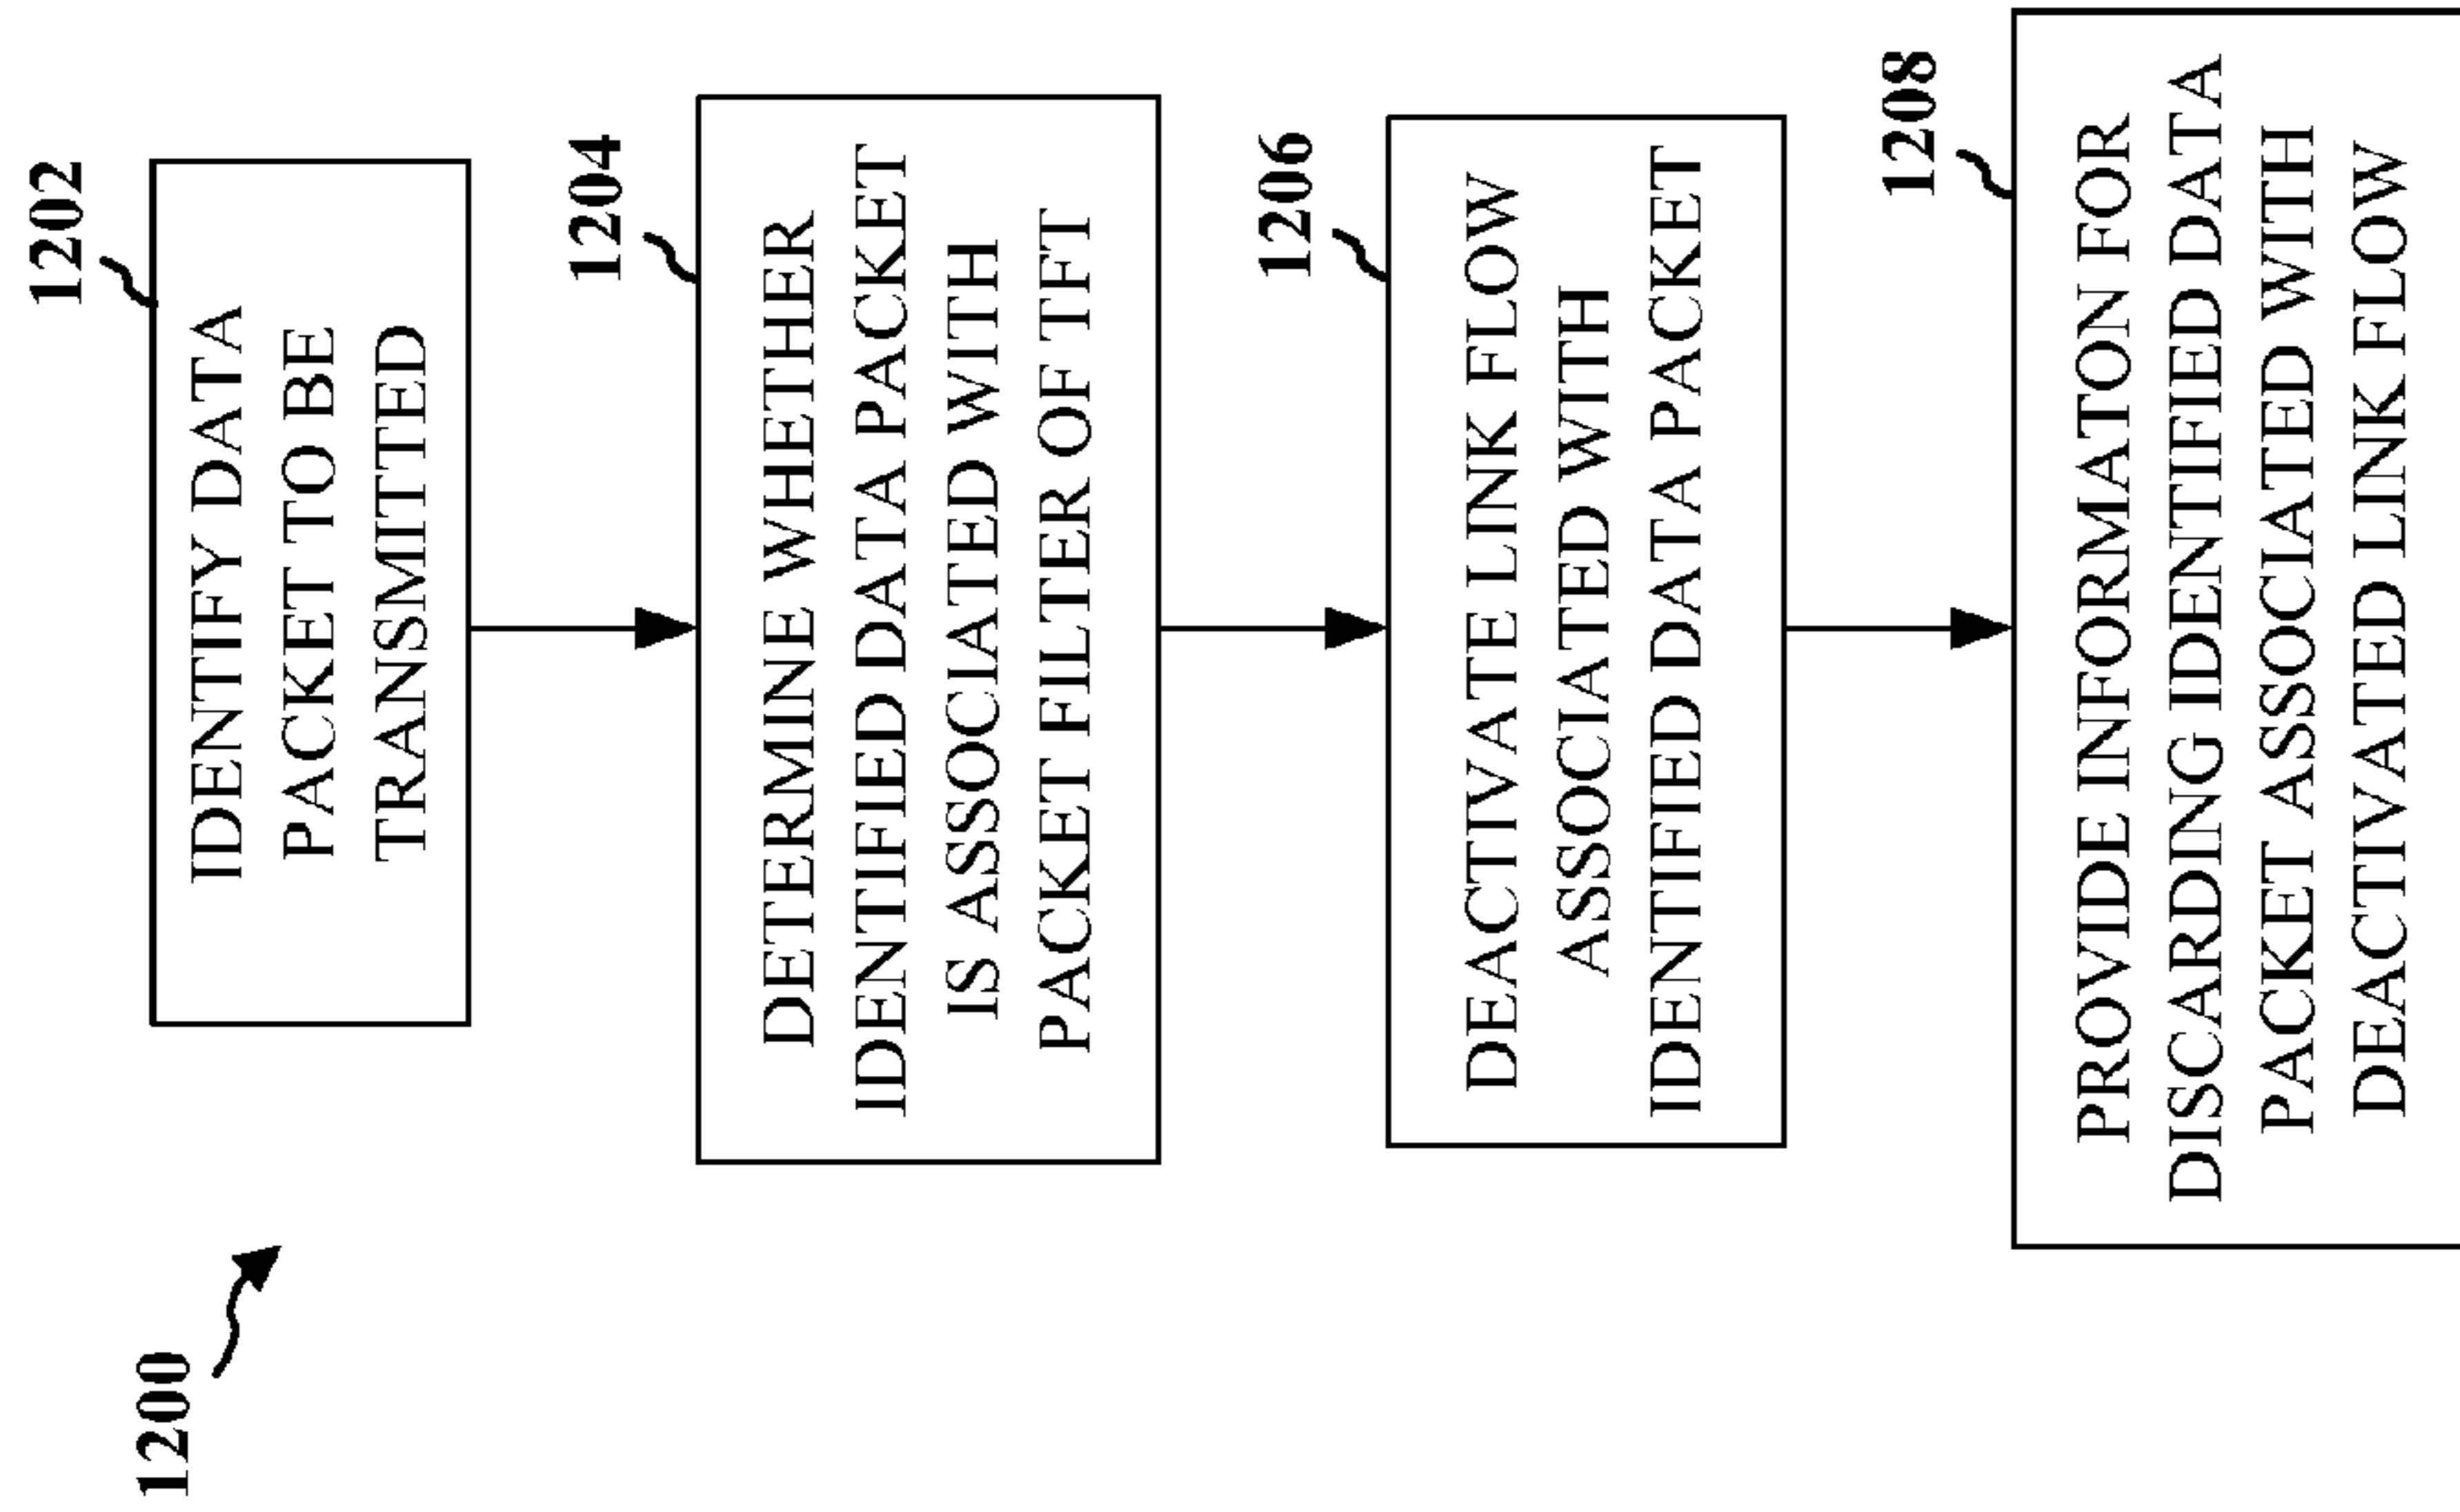 1200
1202
IDENTIFY DATA
PACKET TO BE
TRANSMITTED
1204
DETERMINE WHETHER
IDENTIFIED DATA PACKET
IS ASSOCIATED WITH
PACKET FILTER OF TFT
1206
DEACTIVATE LINK FLOW
ASSOCIATED WITH
IDENTIFIED DATA PACKET
1208
PROVIDE INFORMATON FOR
DISCARDING IDENTIFIED DATA
PACKET ASSOCIATED WITH
DEACTIVATED LINK FLOW